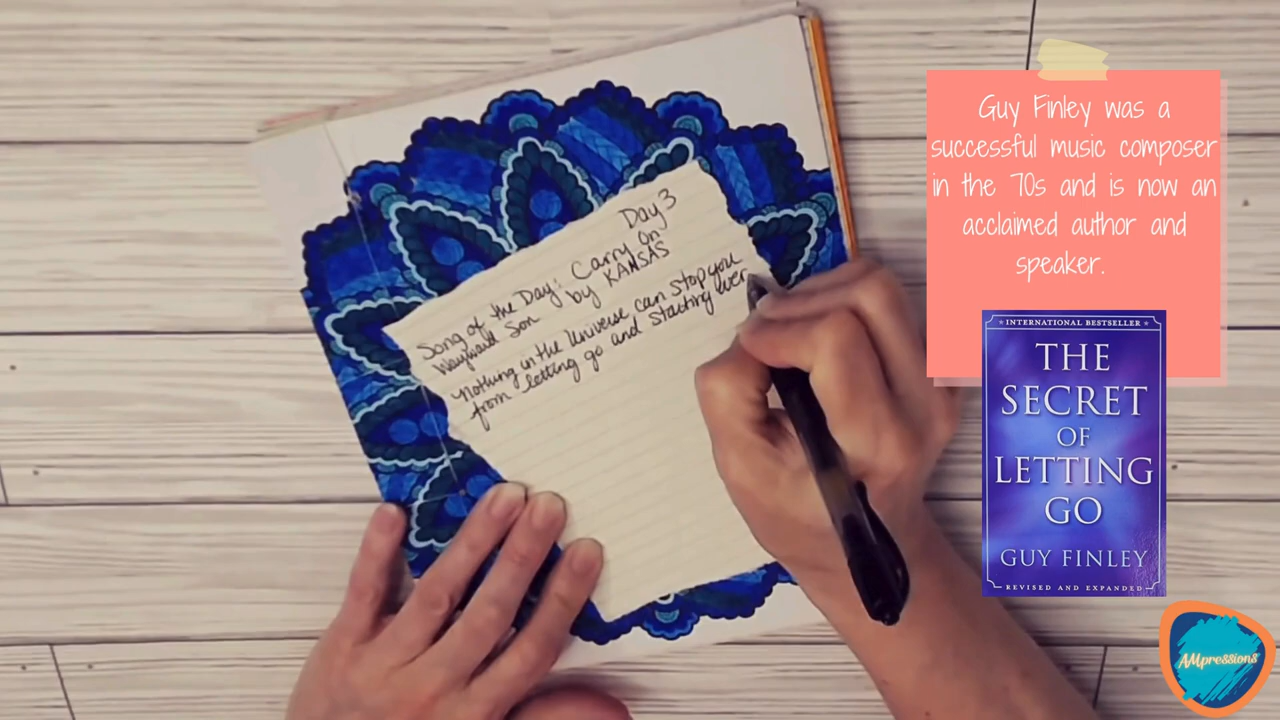 Day 3
Song of the Day: Carry on
Wayward Son by KANSAS
Nothing in the Universe can stop you
from letting go and starting over
Guy Finley was a
successful music composer
in the 70s and is now an
acclaimed author and
speaker.
INTERNATIONAL BESTSELLER
THE
SECRET
OF
LETTING
GO
GUY FINLEY
REVISED AND EXPANDED
AMpressions